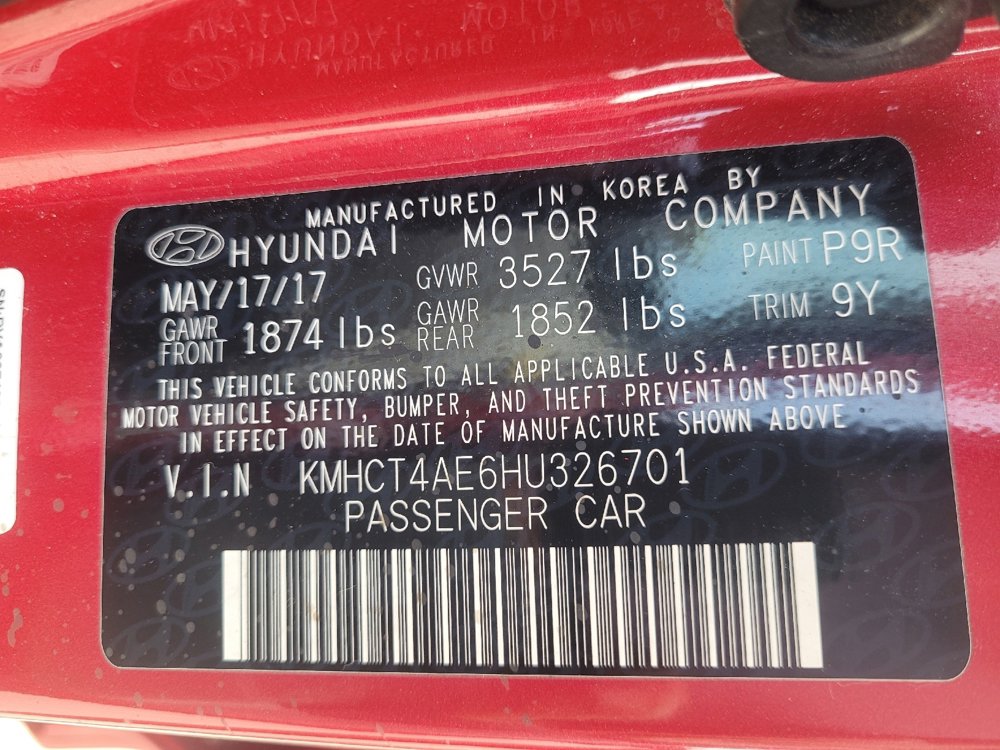 MANUFACTURED IN KOREA BY
HYUNDAI MOTOR COMPANY
MAY/17/17 GVWR 3527 lbs PAINT P9R
GAWR FRONT 1874 lbs GAWR REAR 1852 lbs TRIM 9Y
THIS VEHICLE CONFORMS TO ALL APPLICABLE U.S.A. FEDERAL
MOTOR VEHICLE SAFETY, BUMPER, AND THEFT PREVENTION STANDARDS
IN EFFECT ON THE DATE OF MANUFACTURE SHOWN ABOVE
V.I.N KMHCT4AE6HU326701
PASSENGER CAR